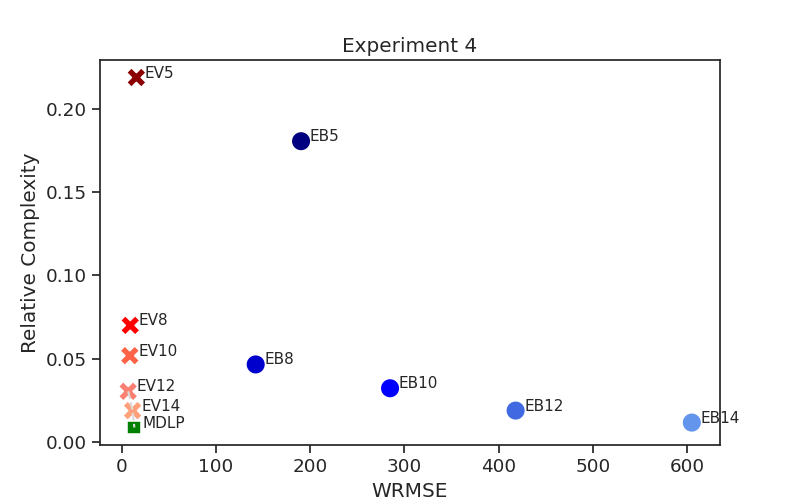 Experiment 4
Relative Complexity
0.20
0.15
0.10
0.05
0.00
EV5
EB5
EV8
EV10
EB8
EV12
EB10
EV14
EB12
MDLP
EB14
0 100 200 300 400 500 600
WRMSE